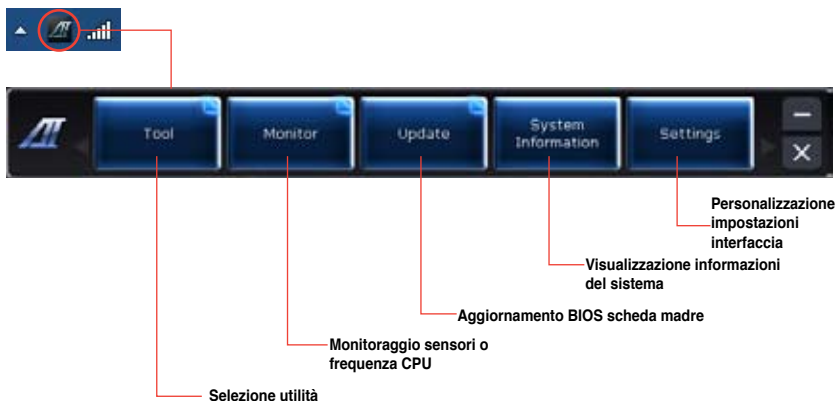 Tool
Monitor
Update
System
Information
Settings
Personalizzazione
impostazioni
interfaccia
Visualizzazione informazioni
del sistema
Aggiornamento BIOS scheda madre
Monitoraggio sensori o
frequenza CPU
Selezione utilità